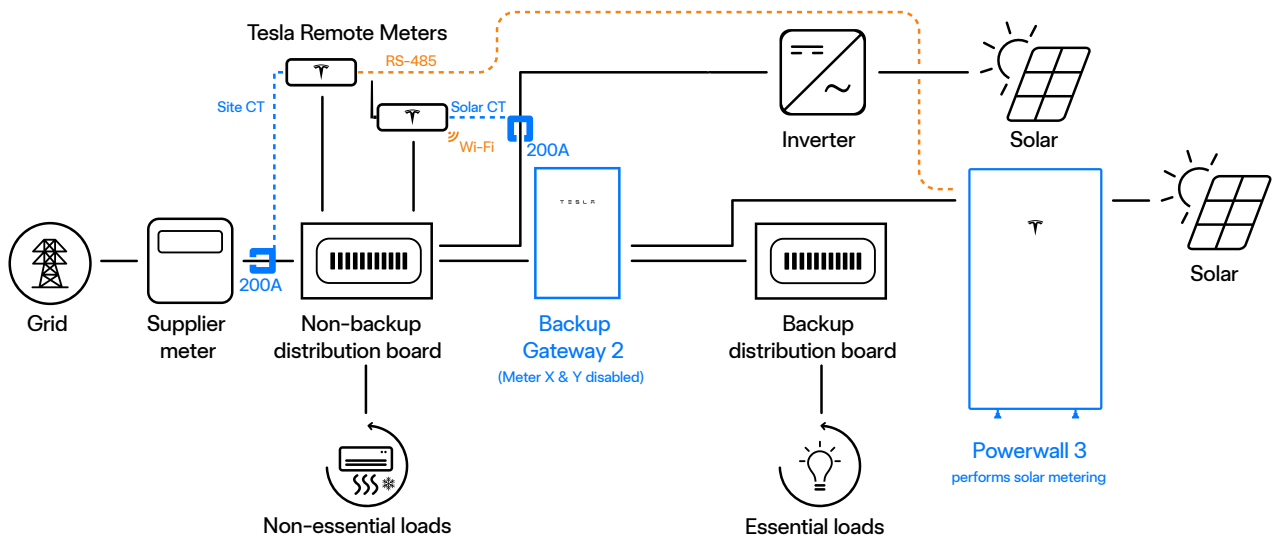 Tesla Remote Meters
RS-485
Site CT
Solar CT
Wi-Fi
200A
Inverter
Solar
TESLA
200A
Solar
Grid
Supplier
meter
Non-backup
distribution board
Backup
Gateway 2
(Meter X & Y disabled)
Backup
distribution board
Powerwall 3
performs solar metering
Non-essential loads
Essential loads